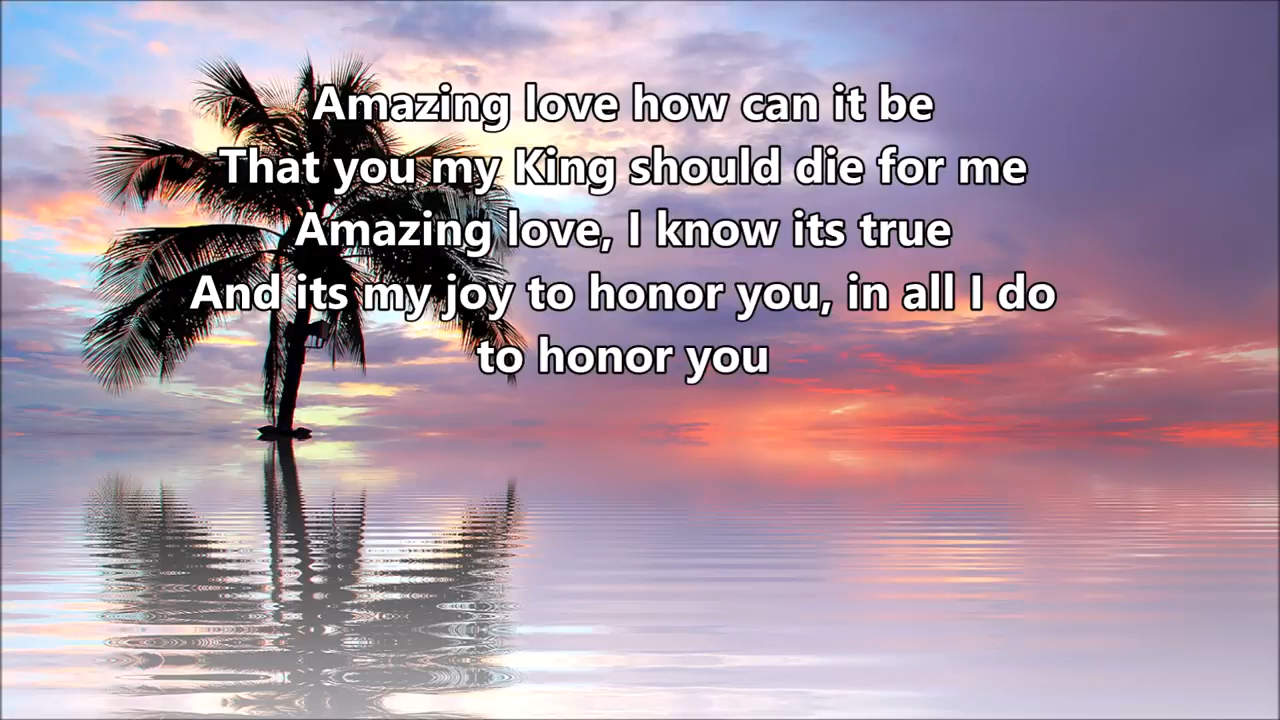 Amazing love how can it be
That you my King should die for me
Amazing love, I know its true
And its my joy to honor you, in all I do
to honor you